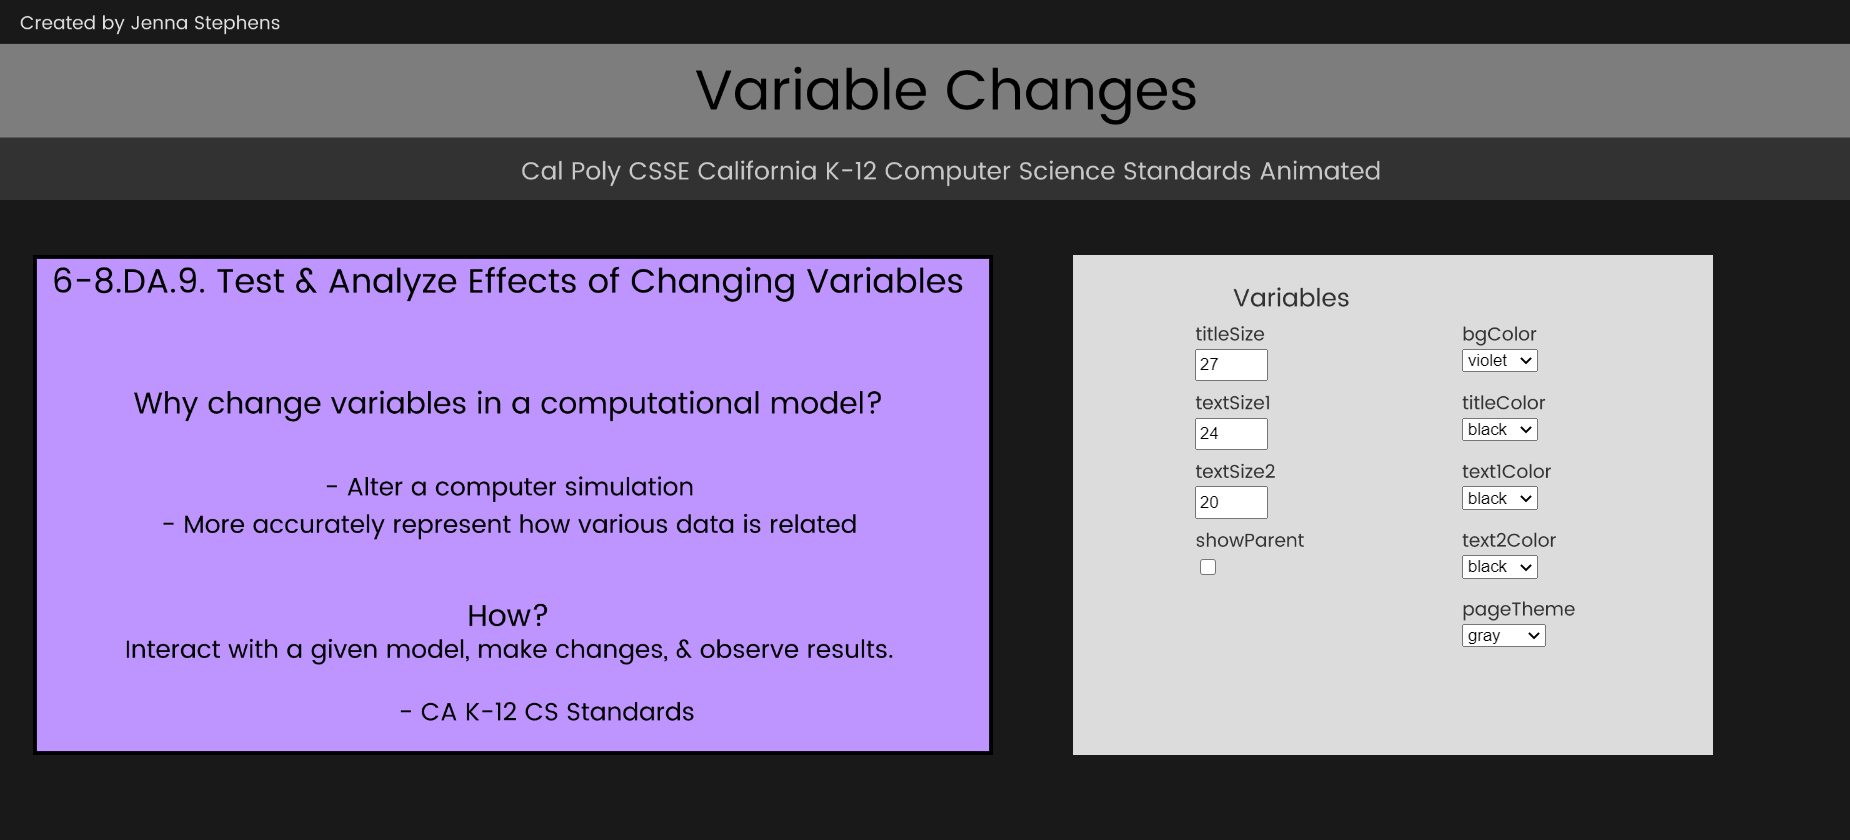 Created by Jenna Stephens
Variable Changes
Cal Poly CSSE California K-12 Computer Science Standards Animated
6-8.DA.9. Test & Analyze Effects of Changing Variables
Why change variables in a computational model?
- Alter a computer simulation
- More accurately represent how various data is related
How?
Interact with a given model, make changes, & observe results.
- CA K-12 CS Standards
Variables
titleSize
27
textSize1
24
textSize2
20
showParent
bgColor
violet
titleColor
black
text1Color
black
text2Color
black
pageTheme
gray